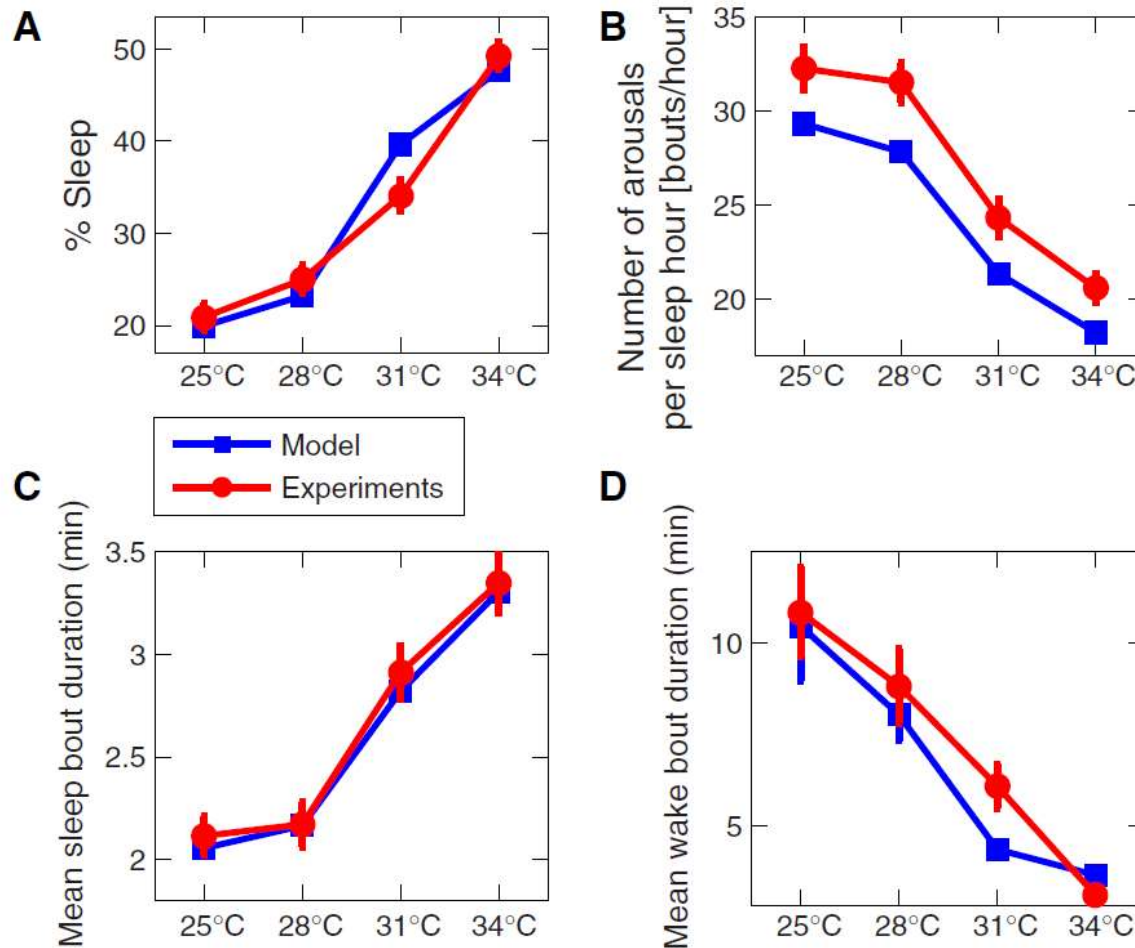 A
% Sleep
50
40
30
20
25°C 28°C 31°C 34°C
B
Number of arousals
per sleep hour [bouts/hour]
35
30
25
20
25°C 28°C 31°C 34°C
Model
Experiments
C
Mean sleep bout duration (min)
3.5
3
2.5
2
25°C 28°C 31°C 34°C
D
Mean wake bout duration (min)
10
5
25°C 28°C 31°C 34°C